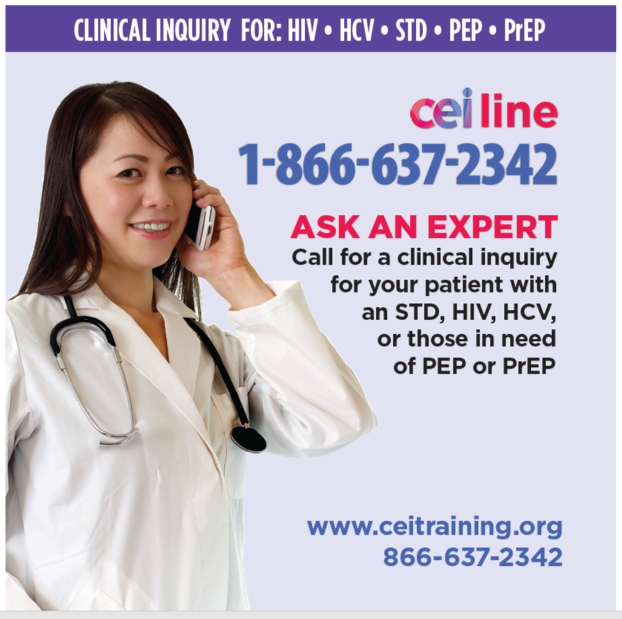 CLINICAL INQUIRY FOR: HIV • HCV • STD • PEP • PrEP
cei line
1-866-637-2342
ASK AN EXPERT
Call for a clinical inquiry
for your patient with
an STD, HIV, HCV,
or those in need
of PEP or PrEP
www.ceitraining.org
866-637-2342